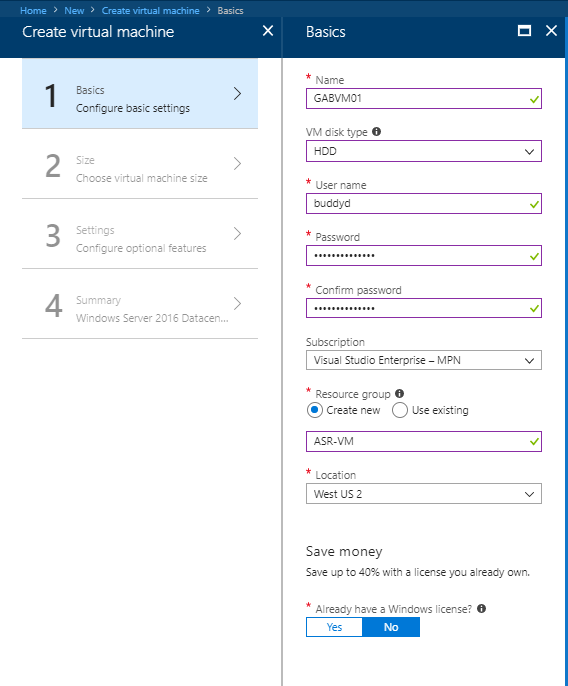 Home > New > Create virtual machine > Basics
Create virtual machine
1
Basics
Configure basic settings
2
Size
Choose virtual machine size
3
Settings
Configure optional features
4
Summary
Windows Server 2016 Datacen...
Basics
* Name
GABVM01
VM disk type
HDD
* User name
buddyd
* Password
••••••••••••••
* Confirm password
••••••••••••••
Subscription
Visual Studio Enterprise – MPN
* Resource group
Create new Use existing
ASR-VM
* Location
West US 2
Save money
Save up to 40% with a license you already own.
* Already have a Windows license?
Yes No